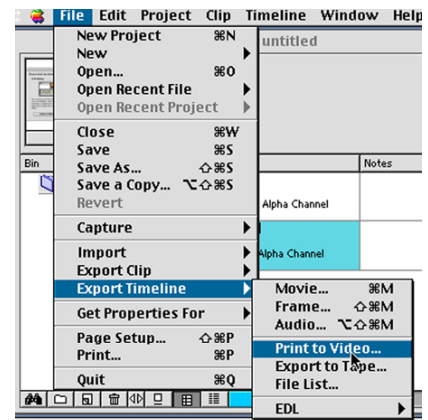 File Edit Project Clip Timeline Window Help
untitled
New Project ⌘N
New
Open... ⌘O
Open Recent File
Open Recent Project
Close ⌘W
Save ⌘S
Save As... ⇧⌘S
Save a Copy... ⌥⇧⌘S
Revert
Capture
Import
Export Clip
Export Timeline
Get Properties For
Page Setup... ⇧⌘P
Print... ⌘P
Quit ⌘Q
Bin
Notes
Alpha Channel
Alpha Channel
Movie... ⌘M
Frame... ⇧⌘M
Audio... ⌥⇧⌘M
Print to Video...
Export to Tape...
File List...
EDL